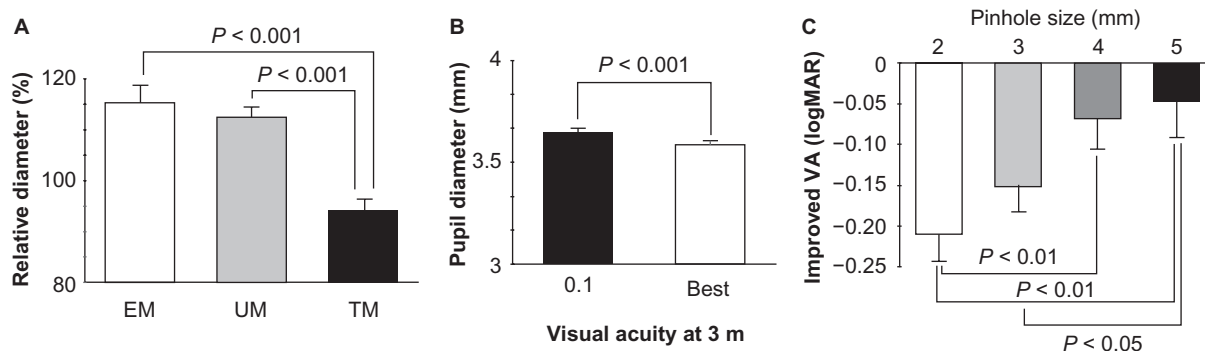 A
Relative diameter (%)
120
100
80
P < 0.001
P < 0.001
EM UM TM
B
Pupil diameter (mm)
4
3.5
3
P < 0.001
0.1 Best
Visual acuity at 3 m
C
Pinhole size (mm)
2 3 4 5
Improved VA (logMAR)
0
−0.05
−0.10
−0.15
−0.20
−0.25
P < 0.01
P < 0.01
P < 0.05